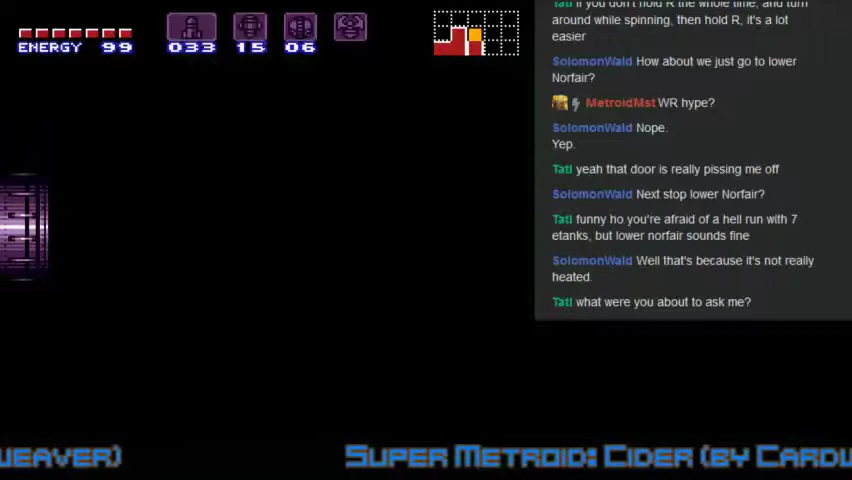 Tatl if you don't hold R the whole time, and turn
around while spinning, then hold R, it's a lot
easier
SolomonWald How about we just go to lower
Norfair?
MetroidMst WR hype?
SolomonWald Nope.
Yep.
Tatl yeah that door is really pissing me off
SolomonWald Next stop lower Norfair?
Tatl funny ho you're afraid of a hell run with 7
etanks, but lower norfair sounds fine
SolomonWald Well that's because it's not really
heated.
Tatl what were you about to ask me?
ENERGY 99
033 15 06
WEAVER) SUPER METROID: CIDER (BY CARDW